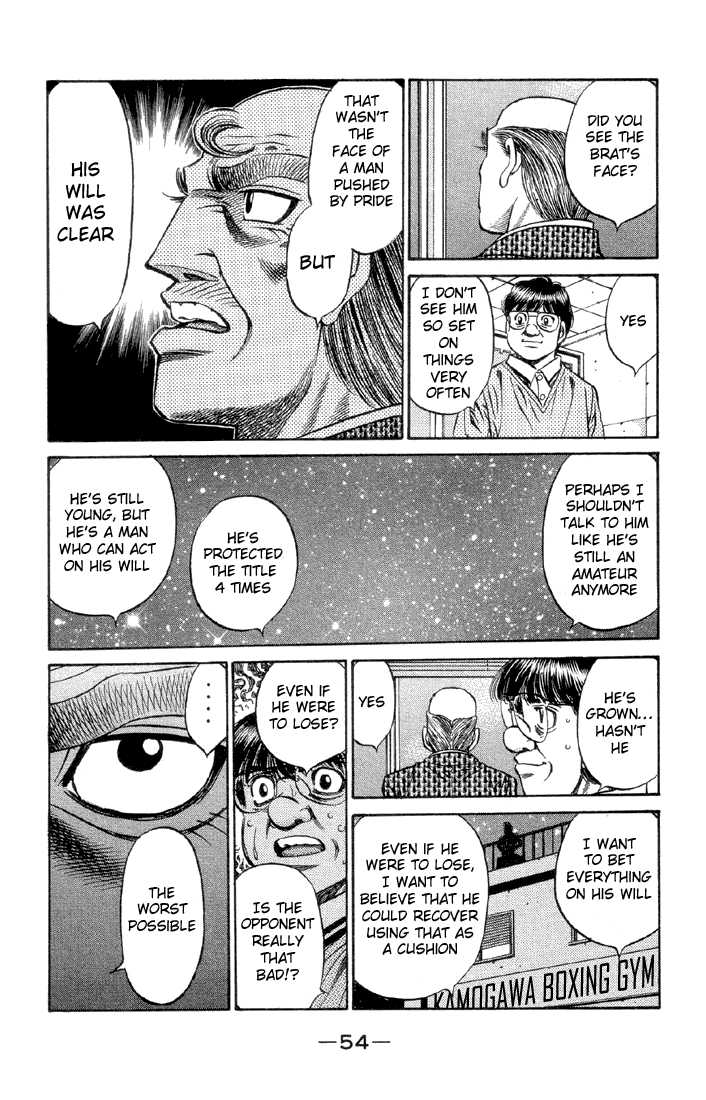 DID YOU
SEE THE
BRAT'S
FACE?
YES
I DON'T
SEE HIM
SO SET
ON
THINGS
VERY
OFTEN
THAT
WASN'T
THE
FACE OF
A MAN
PUSHED
BY PRIDE
BUT
HIS
WILL
WAS
CLEAR
PERHAPS I
SHOULDN'T
TALK TO HIM
LIKE HE'S
STILL AN
AMATEUR
ANYMORE
HE'S
PROTECTED
THE TITLE
4 TIMES
HE'S STILL
YOUNG, BUT
HE'S A MAN
WHO CAN ACT
ON HIS WILL
HE'S
GROWN...
HASN'T
HE
YES
I WANT
TO BET
EVERYTHING
ON HIS WILL
EVEN IF HE
WERE TO LOSE,
I WANT TO
BELIEVE THAT HE
COULD RECOVER
USING THAT AS
A CUSHION
KAMOGAWA BOXING GYM
EVEN IF
HE WERE
TO LOSE?
IS THE
OPPONENT
REALLY
THAT
BAD!?
....
THE
WORST
POSSIBLE
—54—